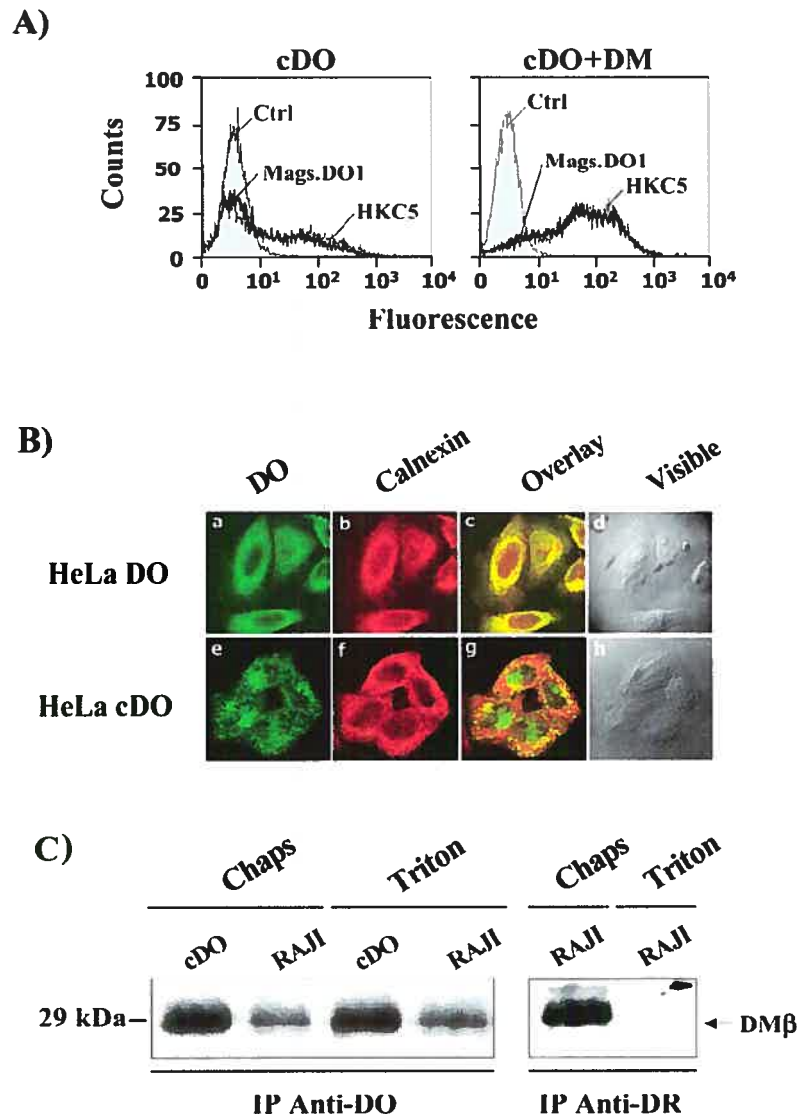 A)
cDO
cDO+DM
Counts
100
75
50
25
0
Ctrl
Mags.DO1
HKC5
0 10¹ 10² 10³ 10⁴
Ctrl
Mags.DO1
HKC5
0 10¹ 10² 10³ 10⁴
Fluorescence
B)
DO Calnexin Overlay Visible
HeLa DO
a b c d
HeLa cDO
e f g h
C)
Chaps Triton Chaps Triton
cDO RAJI cDO RAJI RAJI RAJI
29 kDa
DMβ
IP Anti-DO IP Anti-DR